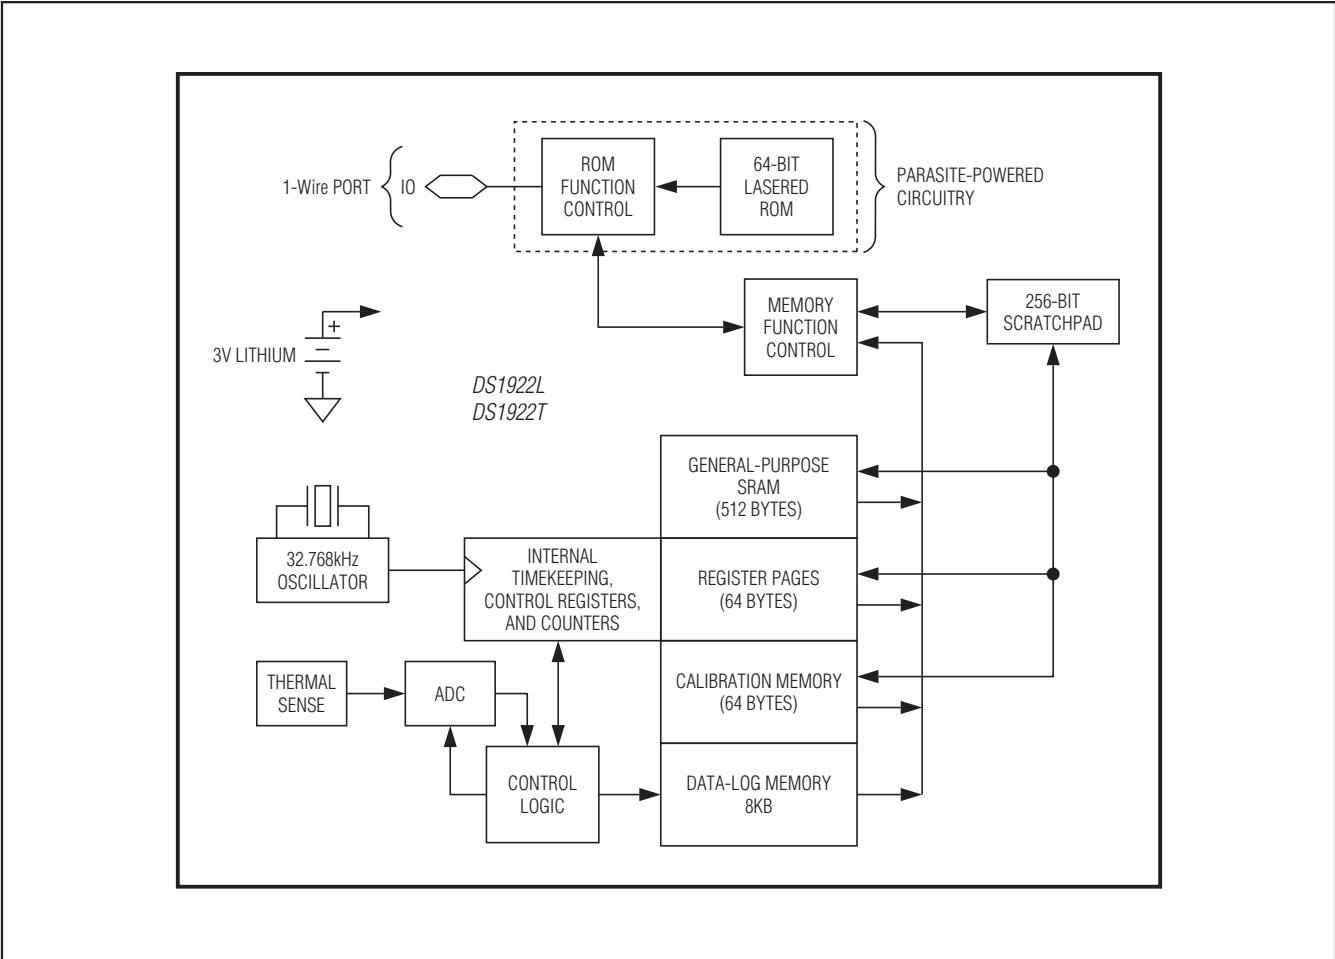 ROM
FUNCTION
CONTROL
64-BIT
LASERED
ROM
1-Wire PORT
IO
PARASITE-POWERED
CIRCUITRY
MEMORY
FUNCTION
CONTROL
256-BIT
SCRATCHPAD
+
3V LITHIUM
DS1922L
DS1922T
GENERAL-PURPOSE
SRAM
(512 BYTES)
32.768kHz
OSCILLATOR
INTERNAL
TIMEKEEPING,
CONTROL REGISTERS,
AND COUNTERS
REGISTER PAGES
(64 BYTES)
THERMAL
SENSE
ADC
CALIBRATION MEMORY
(64 BYTES)
CONTROL
LOGIC
DATA-LOG MEMORY
8KB